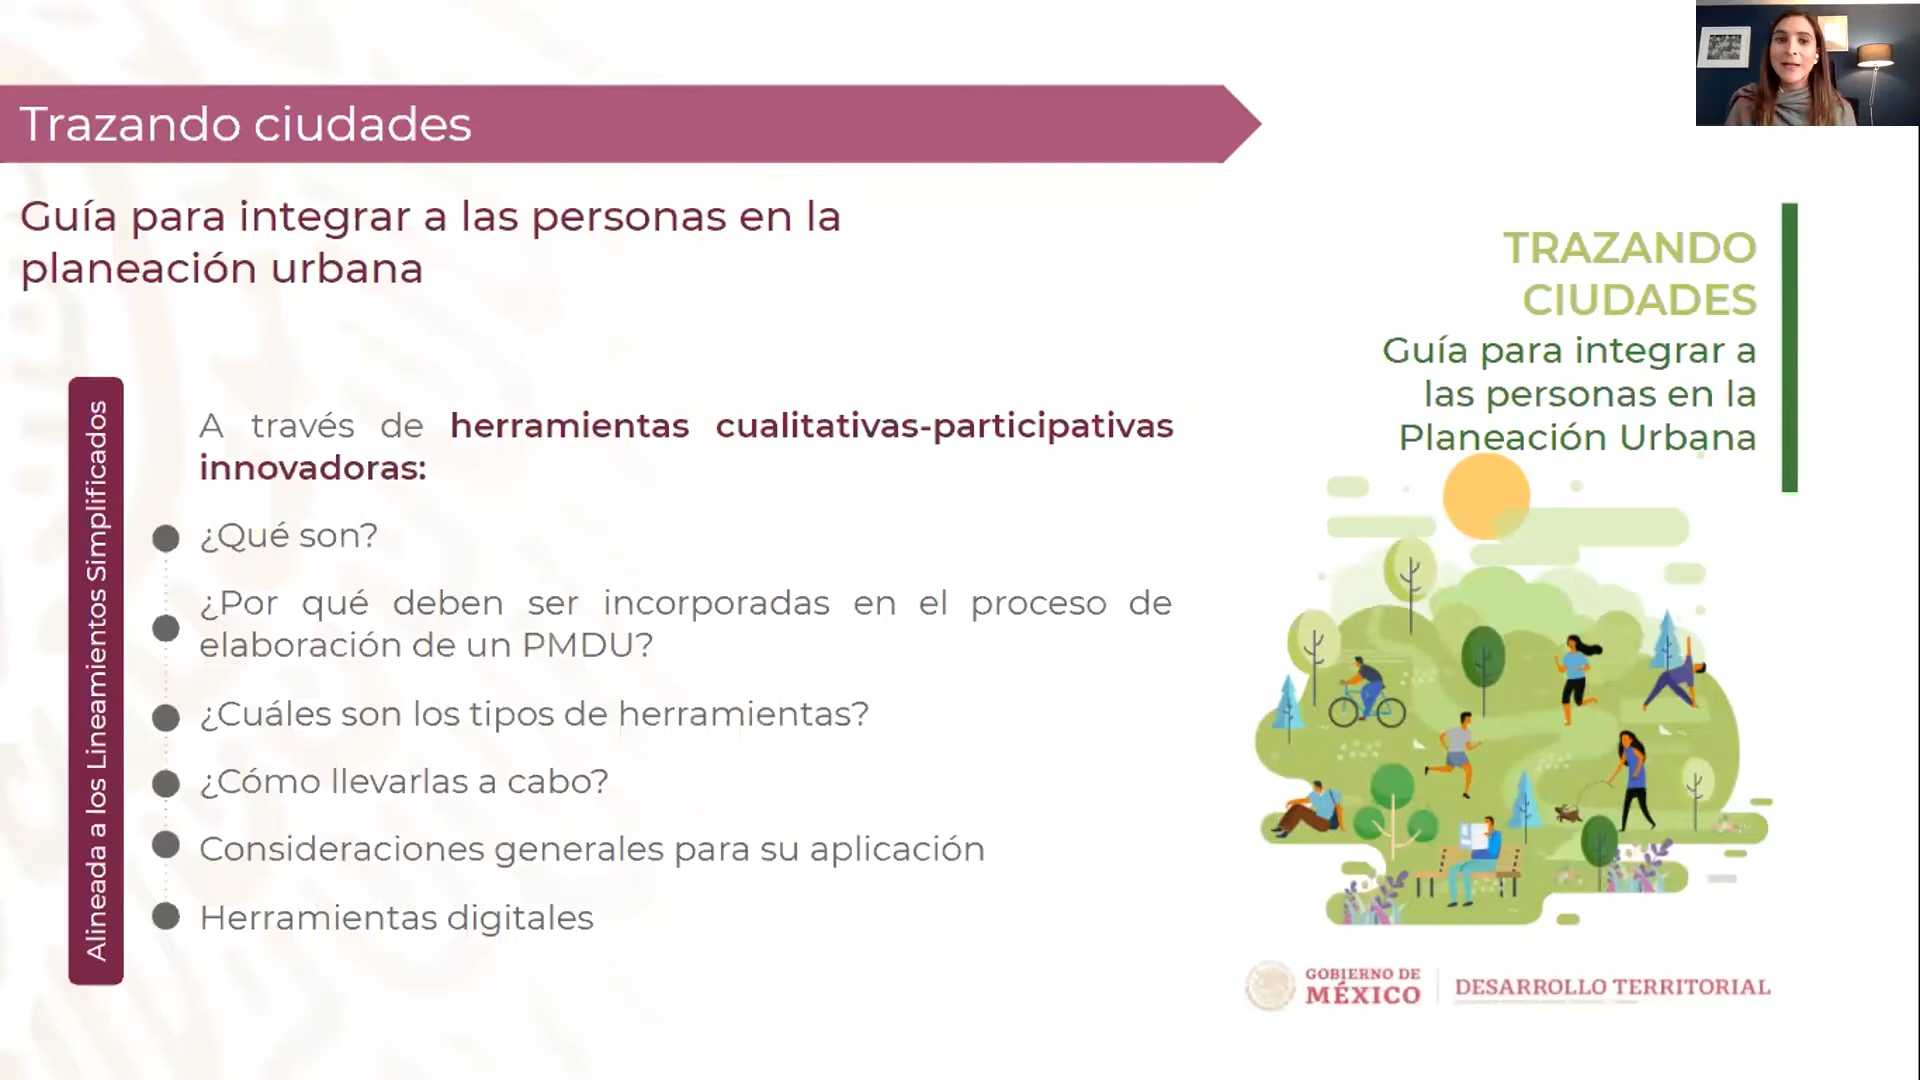 Trazando ciudades
Guía para integrar a las personas en la
planeación urbana
Alineada a los Lineamientos Simplificados
A través de herramientas cualitativas-participativas
innovadoras:
¿Qué son?
¿Por qué deben ser incorporadas en el proceso de
elaboración de un PMDU?
¿Cuáles son los tipos de herramientas?
¿Cómo llevarlas a cabo?
Consideraciones generales para su aplicación
Herramientas digitales
TRAZANDO
CIUDADES
Guía para integrar a
las personas en la
Planeación Urbana
GOBIERNO DE
MÉXICO
DESARROLLO TERRITORIAL